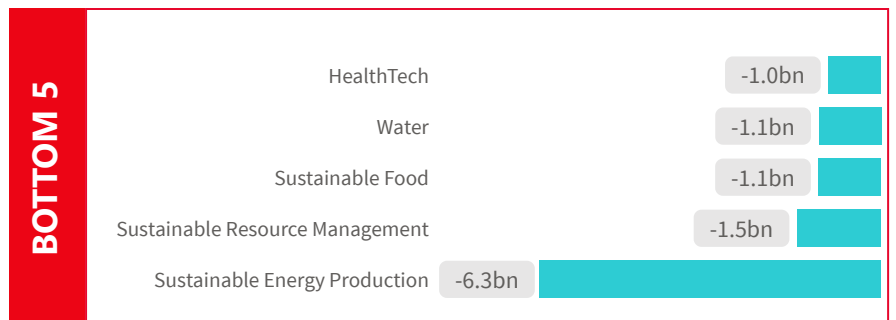 BOTTOM 5
HealthTech -1.0bn
Water -1.1bn
Sustainable Food -1.1bn
Sustainable Resource Management -1.5bn
Sustainable Energy Production -6.3bn